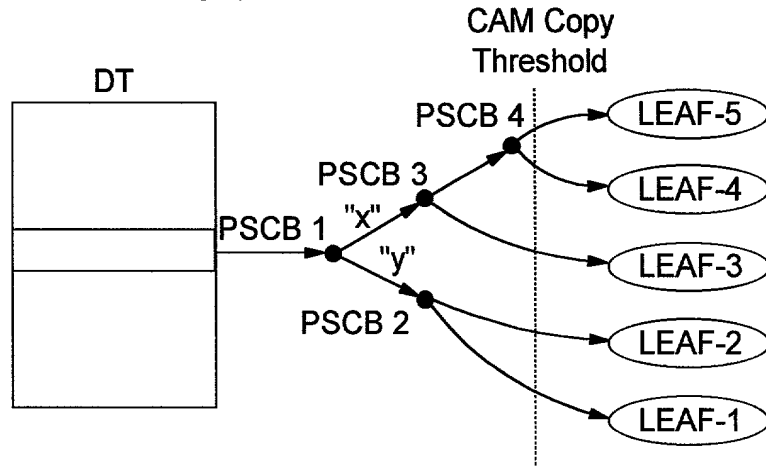 CAM Copy
Threshold
DT
PSCB 4
LEAF-5
PSCB 3
LEAF-4
"x"
PSCB 1
"y"
LEAF-3
PSCB 2
LEAF-2
LEAF-1